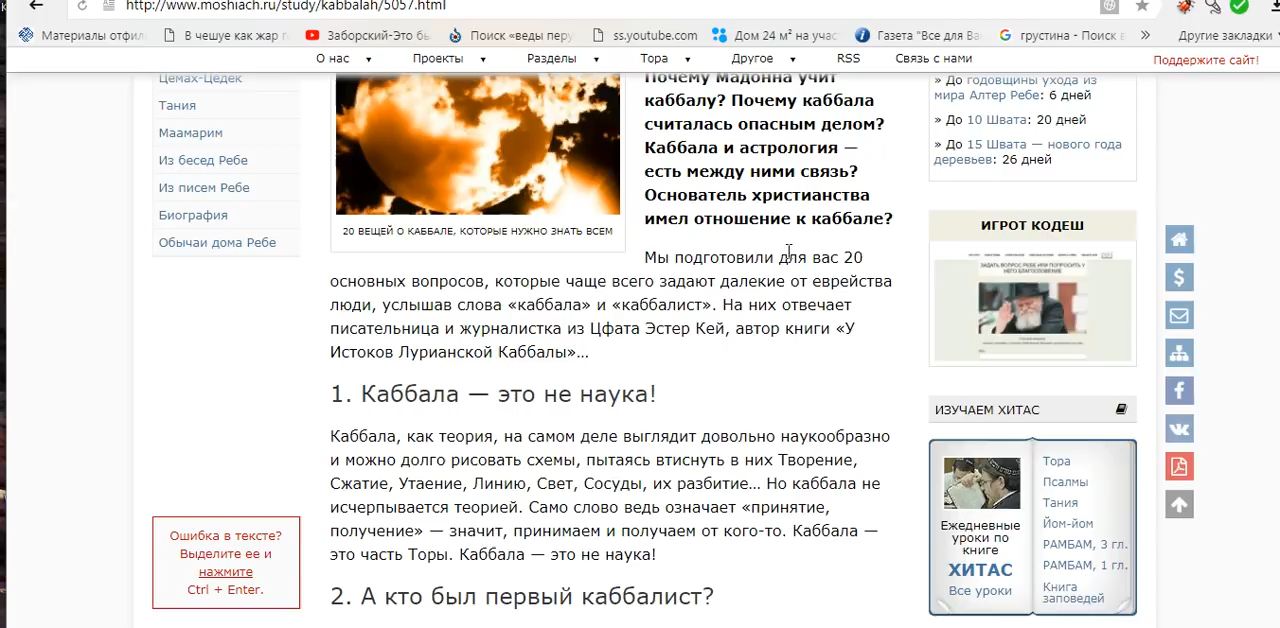 http://www.moshiach.ru/study/kabbalah/5057.html
Материалы отфил
В чешуе как жар г
Заборский-Это бы
Поиск «веды перу
ss.youtube.com
Дом 24 м² на учас
Газета "Все для Ва
грустина - Поиск в
»
Другие закладки
О нас
Проекты
Разделы
Тора
Другое
RSS
Связь с нами
Поддержите сайт!
Цемах-Цедек
Тания
Маамарим
Из бесед Ребе
Из писем Ребе
Биография
Обычаи дома Ребе
Ошибка в тексте?
Выделите ее и
нажмите
Ctrl + Enter.
20 ВЕЩЕЙ О КАББАЛЕ, КОТОРЫЕ НУЖНО ЗНАТЬ ВСЕМ
Почему Мадонна учит
каббалу? Почему каббала
считалась опасным делом?
Каббала и астрология —
есть между ними связь?
Основатель христианства
имел отношение к каббале?
Мы подготовили для вас 20
основных вопросов, которые чаще всего задают далекие от еврейства
люди, услышав слова «каббала» и «каббалист». На них отвечает
писательница и журналистка из Цфата Эстер Кей, автор книги «У
Истоков Лурианской Каббалы»…
1. Каббала — это не наука!
Каббала, как теория, на самом деле выглядит довольно наукообразно
и можно долго рисовать схемы, пытаясь втиснуть в них Творение,
Сжатие, Утаение, Линию, Свет, Сосуды, их разбитие… Но каббала не
исчерпывается теорией. Само слово ведь означает «принятие,
получение» — значит, принимаем и получаем от кого-то. Каббала —
это часть Торы. Каббала — это не наука!
2. А кто был первый каббалист?
» До годовщины ухода из
мира Алтер Ребе: 6 дней
» До 10 Швата: 20 дней
» До 15 Швата — нового года
деревьев: 26 дней
ИГРОТ КОДЕШ
ЗАДАТЬ ВОПРОС РЕБЕ ИЛИ ПОПРОСИТЬ У
НЕГО БЛАГОСЛОВЕНИЕ
ИЗУЧАЕМ ХИТАС
Ежедневные
уроки по
книге
ХИТАС
Все уроки
Тора
Псалмы
Тания
Йом-йом
РАМБАМ, 3 гл.
РАМБАМ, 1 гл.
Книга
заповедей